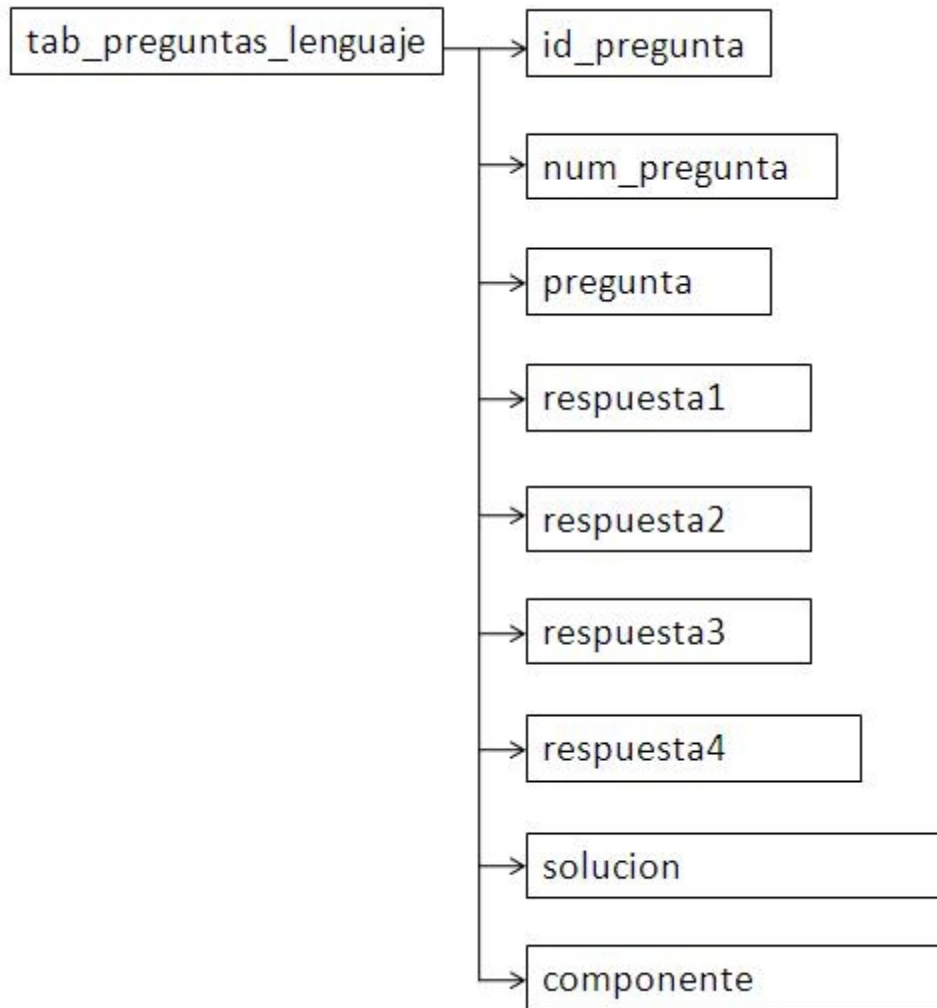 tab_preguntas_lenguaje
id_pregunta
num_pregunta
pregunta
respuesta1
respuesta2
respuesta3
respuesta4
solucion
componente